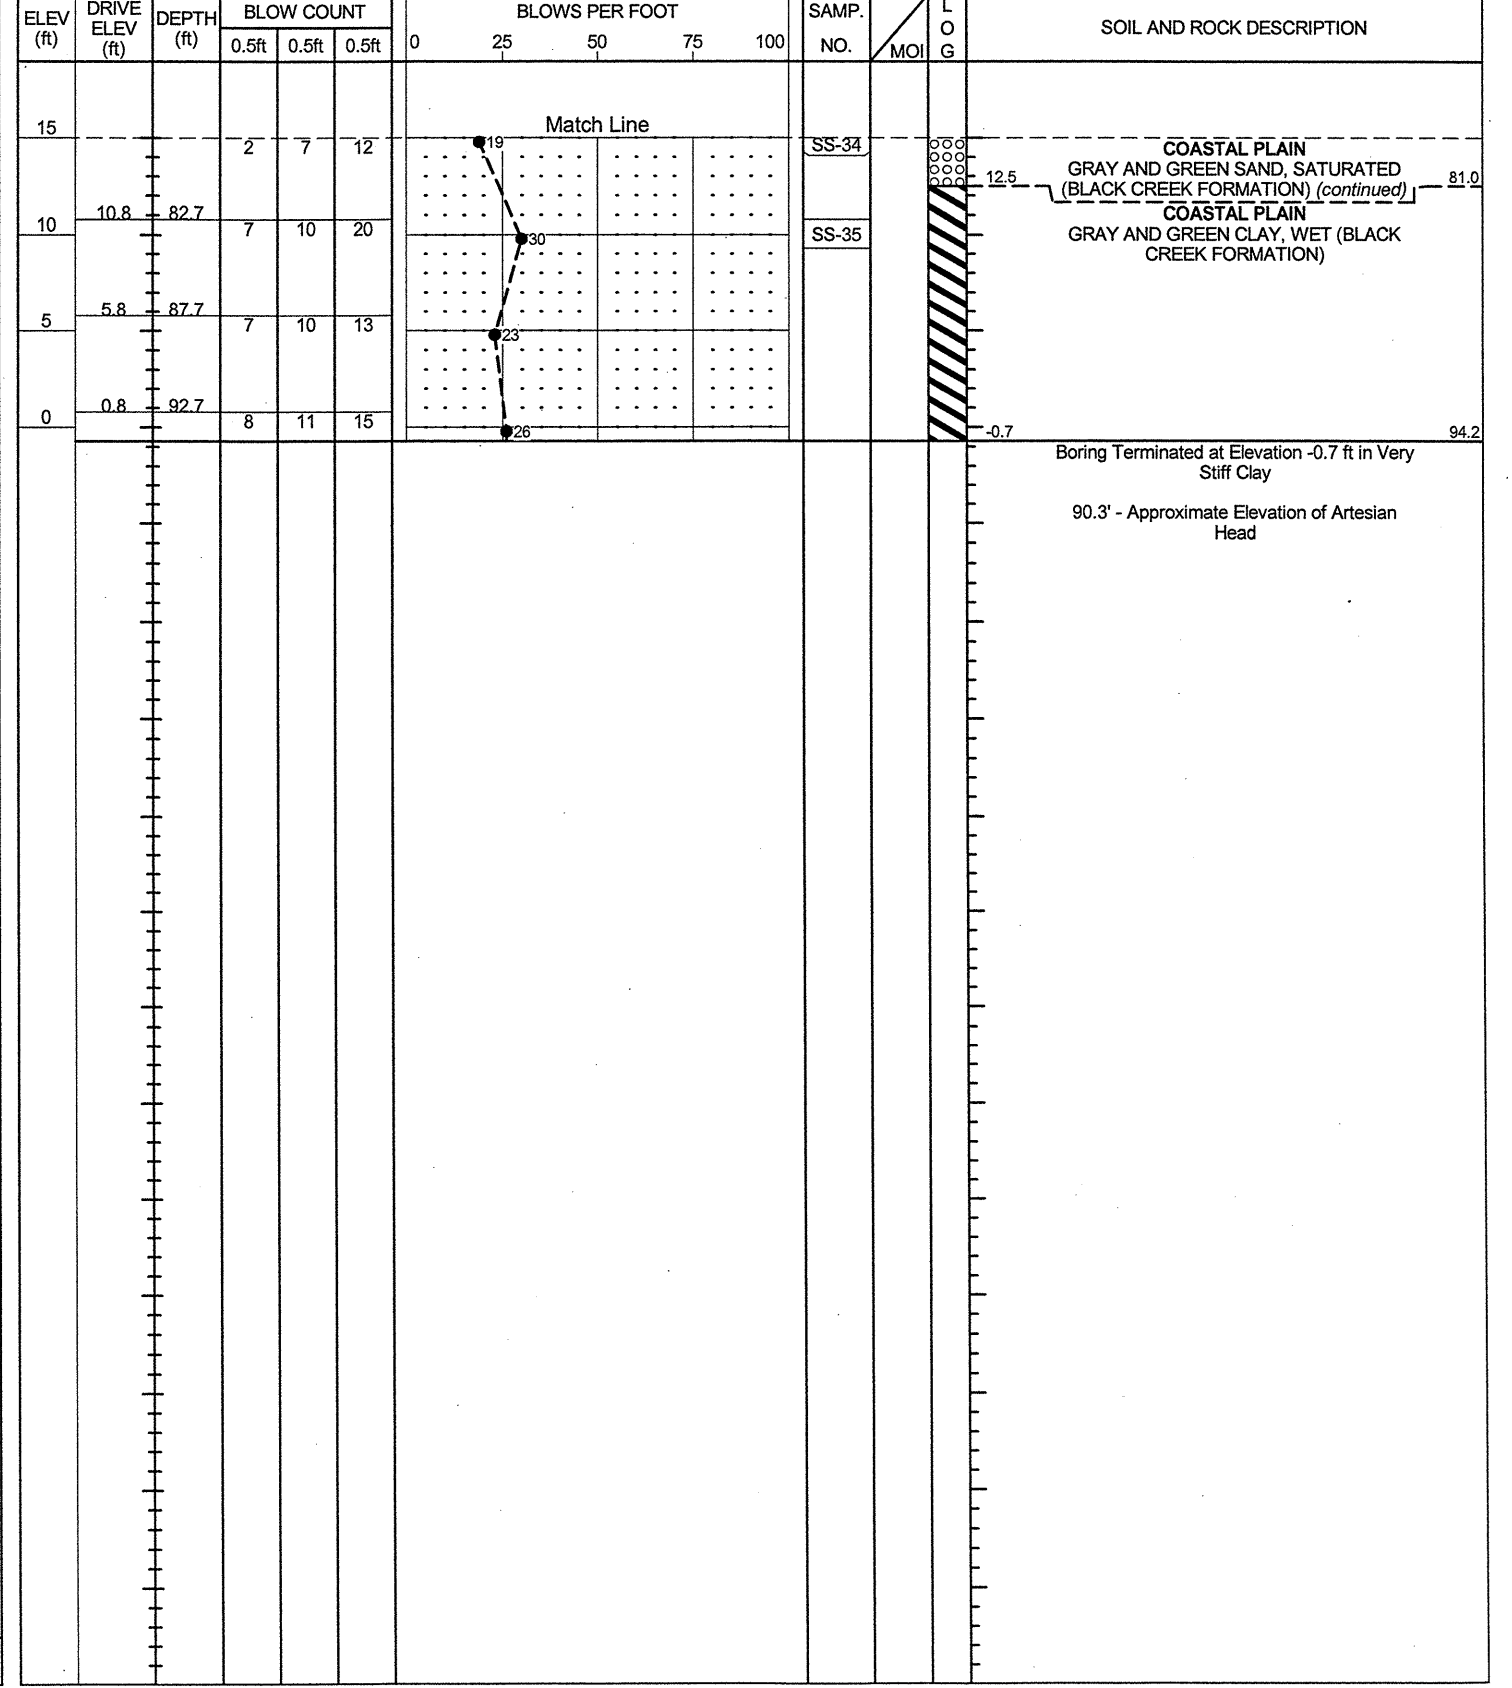 ELEV (ft) DRIVE ELEV (ft) DEPTH (ft) BLOW COUNT BLOWS PER FOOT SAMP. NO. MOI L O G SOIL AND ROCK DESCRIPTION
0.5ft 0.5ft 0.5ft 0 25 50 75 100
Match Line
15
2 7 12 19 SS-34 COASTAL PLAIN
GRAY AND GREEN SAND, SATURATED
12.5 (BLACK CREEK FORMATION) (continued) 81.0
10.8 82.7 COASTAL PLAIN
10 7 10 20 30 SS-35 GRAY AND GREEN CLAY, WET (BLACK
CREEK FORMATION)
5.8 87.7
5 7 10 13 23
0.8 92.7
0 8 11 15 26
-0.7 94.2
Boring Terminated at Elevation -0.7 ft in Very
Stiff Clay
90.3' - Approximate Elevation of Artesian
Head